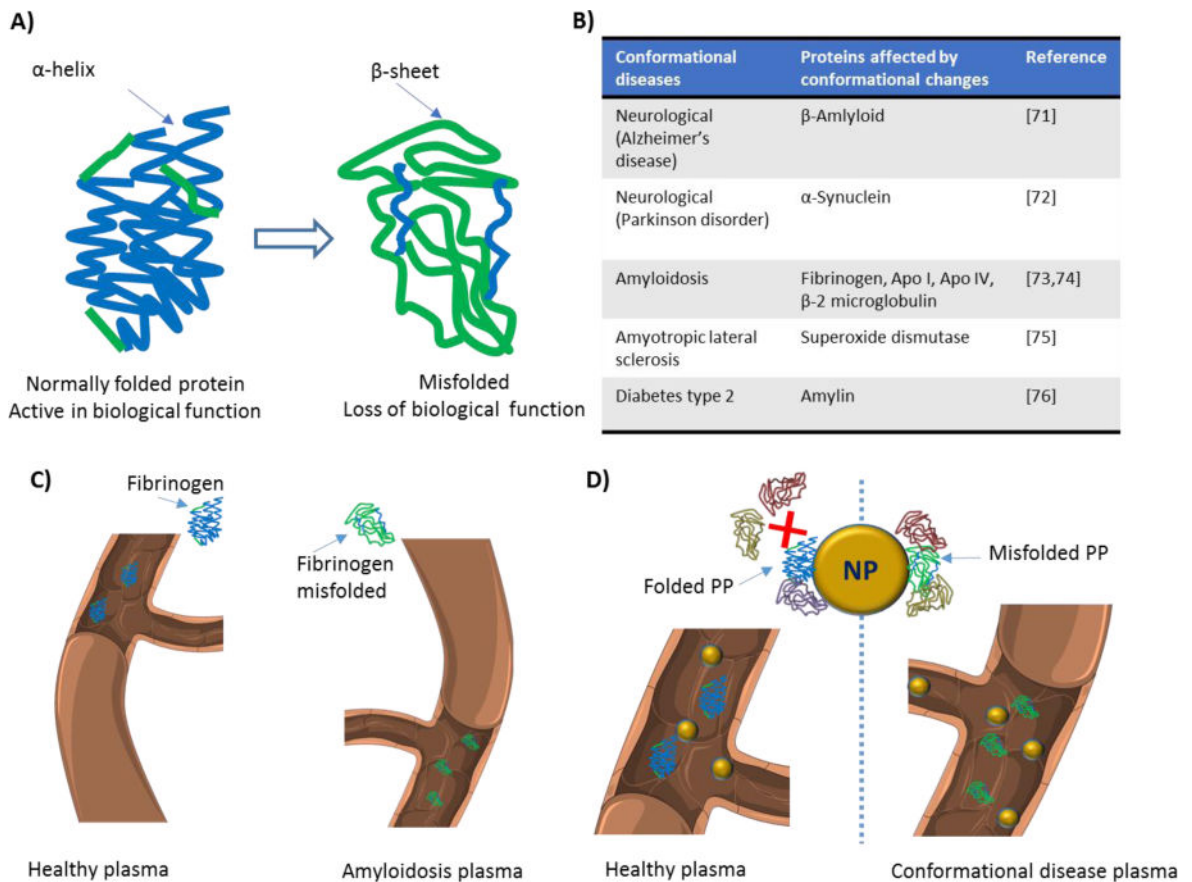 A)
α-helix
β-sheet
Normally folded protein
Active in biological function
Misfolded
Loss of biological function
B)
Conformational diseases
Proteins affected by conformational changes
Reference
Neurological (Alzheimer's disease)
β-Amlyloid
[71]
Neurological (Parkinson disorder)
α-Synuclein
[72]
Amyloidosis
Fibrinogen, Apo I, Apo IV, β-2 microglobulin
[73,74]
Amyotropic lateral sclerosis
Superoxide dismutase
[75]
Diabetes type 2
Amylin
[76]
C)
Fibrinogen
Fibrinogen
misfolded
Healthy plasma
Amyloidosis plasma
D)
Folded PP
NP
Misfolded PP
Healthy plasma
Conformational disease plasma